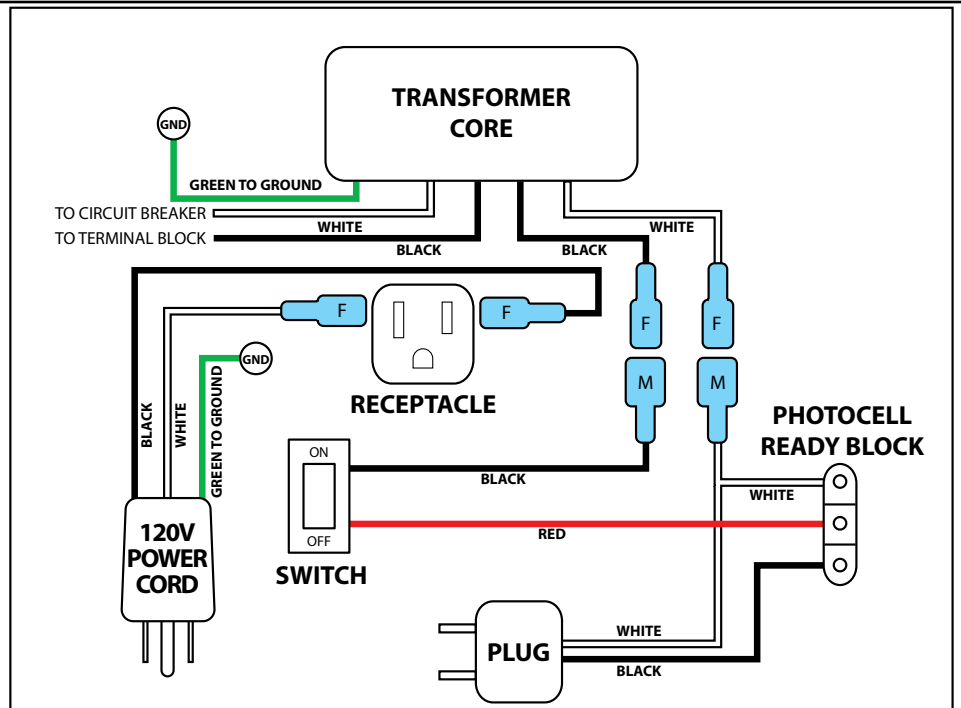 TRANSFORMER
CORE
GND
GREEN TO GROUND
TO CIRCUIT BREAKER
WHITE
WHITE
TO TERMINAL BLOCK
BLACK
BLACK
F
F
F
F
GND
M
M
RECEPTACLE
PHOTOCELL
READY BLOCK
BLACK
WHITE
GREEN TO GROUND
ON
BLACK
WHITE
RED
OFF
SWITCH
120V
POWER
CORD
WHITE
PLUG
BLACK